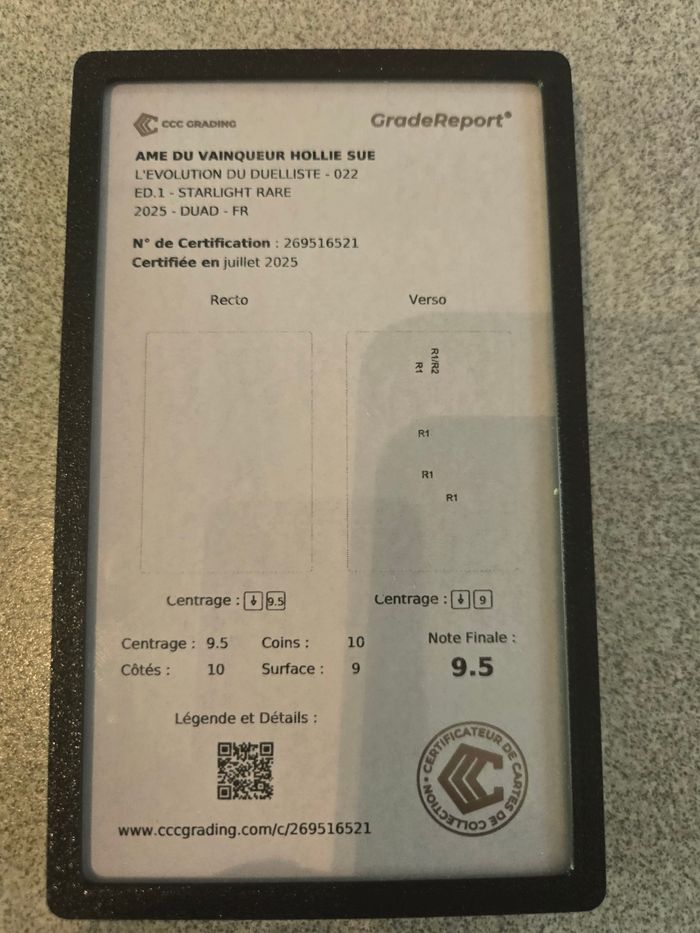 CCC GRADING
GradeReport®
AME DU VAINQUEUR HOLLIE SUE
L'EVOLUTION DU DUELLISTE - 022
ED.1 - STARLIGHT RARE
2025 - DUAD - FR
N° de Certification : 269516521
Certifiée en juillet 2025
Recto
Verso
R1/R2
R1
R1
R1
R1
Centrage : 9.5
Centrage : 9
Centrage : 9.5 Coins : 10
Côtés : 10 Surface : 9
Note Finale :
9.5
Légende et Détails :
www.cccgrading.com/c/269516521
CERTIFICATEUR DE CARTES DE COLLECTION